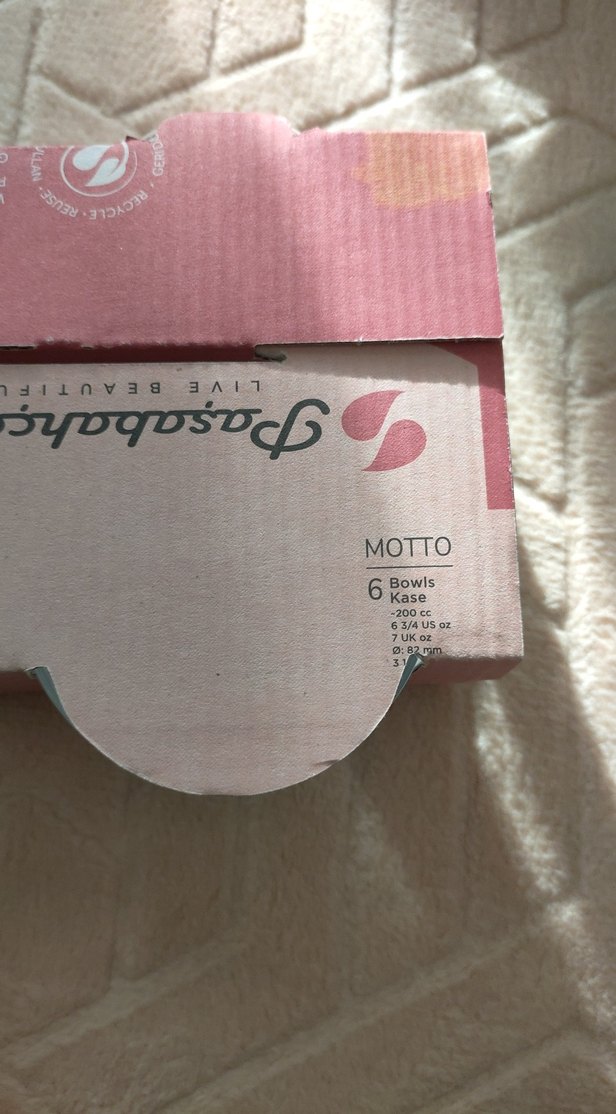 RECYCLE · REUSE ·
LIVE
Paşabahç
MOTTO
6 Bowls
Kase
~200 cc
6 3/4 US oz
7 UK oz
Ø: 82 mm